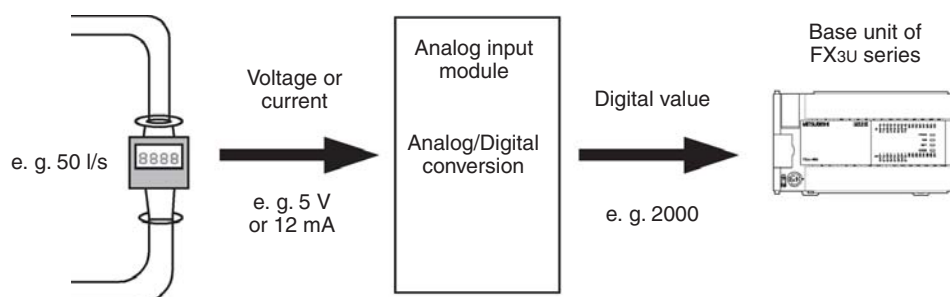 e. g. 50 l/s
8888
Voltage or
current
e. g. 5 V
or 12 mA
Analog input
module
Analog/Digital
conversion
Digital value
e. g. 2000
Base unit of
FX3U series
MITSUBISHI